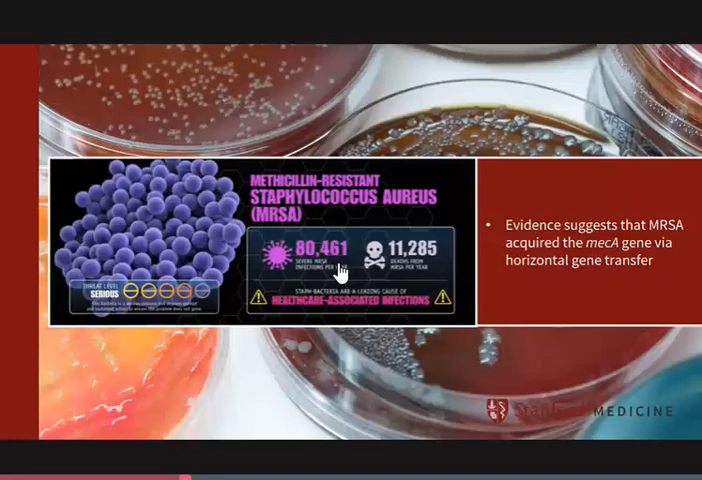 METHICILLIN-RESISTANT
STAPHYLOCOCCUS AUREUS
(MRSA)
80,461
SEVERE MRSA
INFECTIONS PER
11,285
DEATHS FROM
MRSA PER YEAR
THREAT LEVEL
SERIOUS
STAPH BACTERIA ARE A LEADING CAUSE OF
HEALTHCARE-ASSOCIATED INFECTIONS
• Evidence suggests that MRSA
acquired the mecA gene via
horizontal gene transfer
Stanford MEDICINE